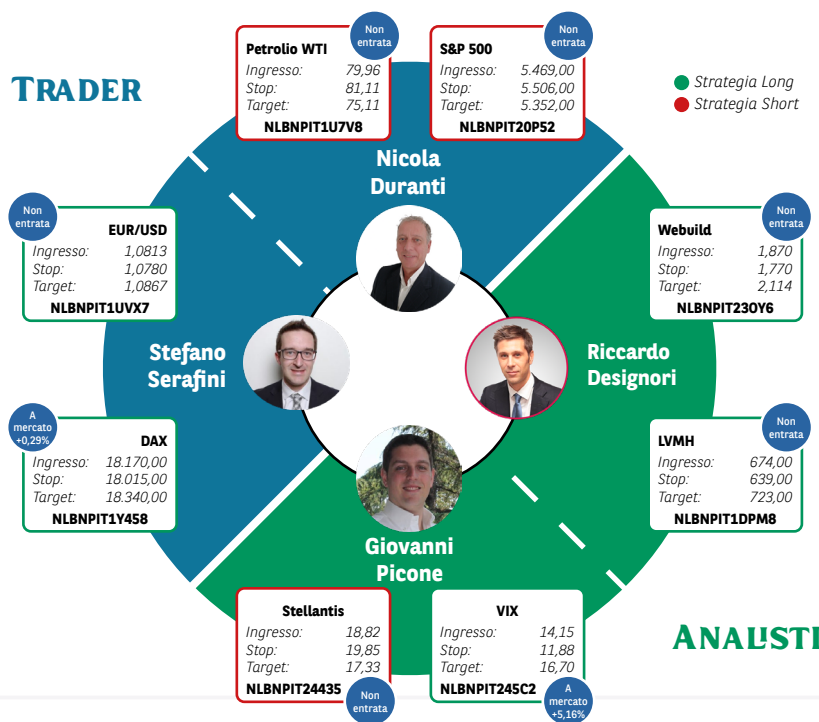 TRADER
Non
entrata
Petrolio WTI
Ingresso: 79,96
Stop: 81,11
Target: 75,11
NLBNPIT1U7V8
Non
entrata
S&P 500
Ingresso: 5.469,00
Stop: 5.506,00
Target: 5.352,00
NLBNPIT20P52
Strategia Long
Strategia Short
Nicola
Duranti
Non
entrata
EUR/USD
Ingresso: 1,0813
Stop: 1,0780
Target: 1,0867
NLBNPIT1UVX7
Non
entrata
Webuild
Ingresso: 1,870
Stop: 1,770
Target: 2,114
NLBNPIT23OY6
Stefano
Serafini
Riccardo
Designori
A
mercato
+0,29%
DAX
Ingresso: 18.170,00
Stop: 18.015,00
Target: 18.340,00
NLBNPIT1Y458
Non
entrata
LVMH
Ingresso: 674,00
Stop: 639,00
Target: 723,00
NLBNPIT1DPM8
Giovanni
Picone
Stellantis
Ingresso: 18,82
Stop: 19,85
Target: 17,33
NLBNPIT24435
Non
entrata
VIX
Ingresso: 14,15
Stop: 11,88
Target: 16,70
NLBNPIT245C2
A
mercato
+5,16%
ANALISTI